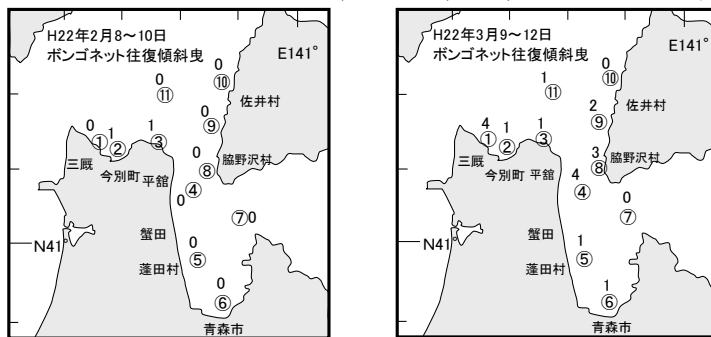 H22年2月8~10日
ボンゴネット往復傾斜曳
E141°
0
⑩
0
⑪
佐井村
0
⑨
0
①
1
②
1
③
0
⑧
脇野沢村
三厩
今別町
平舘
④
0
⑦0
N41°
蟹田
0
⑤
蓬田村
0
⑥
青森市
H22年3月9~12日
ボンゴネット往復傾斜曳
E141°
0
⑩
1
⑪
佐井村
2
⑨
4
①
1
②
1
③
3
⑧
脇野沢村
三厩
今別町
平舘
4
④
0
⑦
N41°
蟹田
1
⑤
蓬田村
1
⑥
青森市